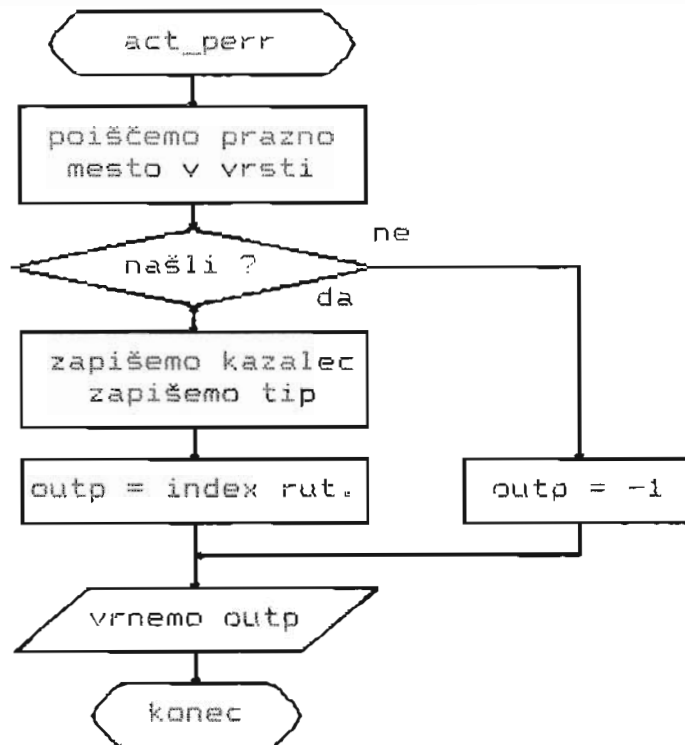 act_perr
poiščemo prazno
mesto v vrsti
našli ?
ne
da
zapišemo kazalec
zapišemo tip
outp = index rut.
outp = -1
vrnemo outp
konec